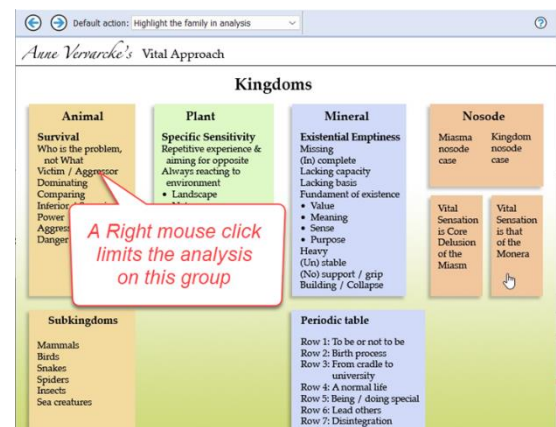 Default action: Highlight the family in analysis
Anne Vervarcke's Vital Approach
Kingdoms
Animal
Survival
Who is the problem,
not What
Victim / Aggressor
Dominating
Comparing
Inferior
Power
Aggress
Danger
A Right mouse click
limits the analysis
on this group
Plant
Specific Sensitivity
Repetitive experience &
aiming for opposite
Always reacting to
environment
• Landscape
Mineral
Existential Emptiness
Missing
(In) complete
Lacking capacity
Lacking basis
Fundament of existence
• Value
• Meaning
• Sense
• Purpose
Heavy
(Un) stable
(No) support / grip
Building / Collapse
Nosode
Miasma
nosode
case
Kingdom
nosode
case
Vital
Sensation
is Core
Delusion
of the
Miasm
Vital
Sensation
is that
of the
Monera
Subkingdoms
Mammals
Birds
Snakes
Spiders
Insects
Sea creatures
Periodic table
Row 1: To be or not to be
Row 2: Birth process
Row 3: From cradle to
university
Row 4: A normal life
Row 5: Being / doing special
Row 6: Lead others
Row 7: Disintegration